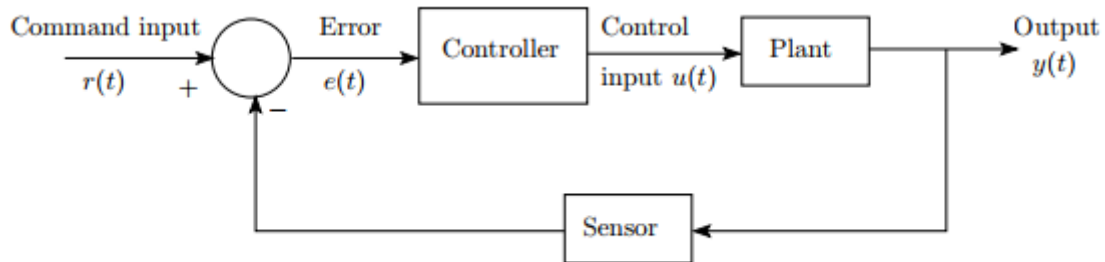 Command input
r(t)
+
−
Error
e(t)
Controller
Control
input u(t)
Plant
Output
y(t)
Sensor